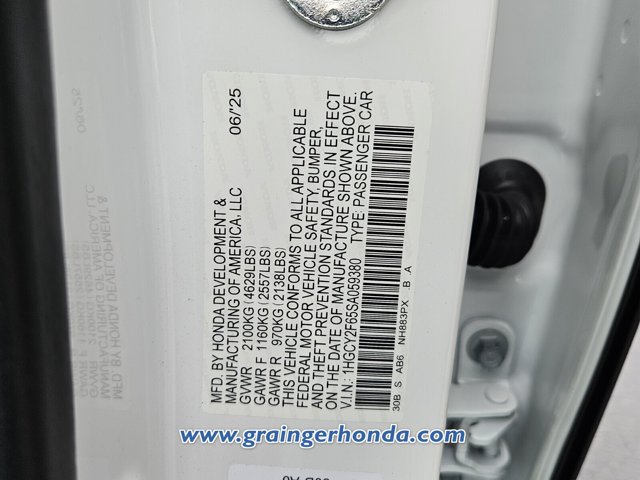 MFD. BY HONDA DEVELOPMENT & 06/'25
MANUFACTURING OF AMERICA, LLC
GVWR 2100KG (4629LBS)
GAWR F 1160KG (2557LBS)
GAWR R 970KG (2138LBS)
THIS VEHICLE CONFORMS TO ALL APPLICABLE
FEDERAL MOTOR VEHICLE SAFETY, BUMPER,
AND THEFT PREVENTION STANDARDS IN EFFECT
ON THE DATE OF MANUFACTURE SHOWN ABOVE.
V.I.N.: 1HGCY2F65SA059380 TYPE: PASSENGER CAR
30B S AB6 NH883PX B A
www.graingerhonda.com